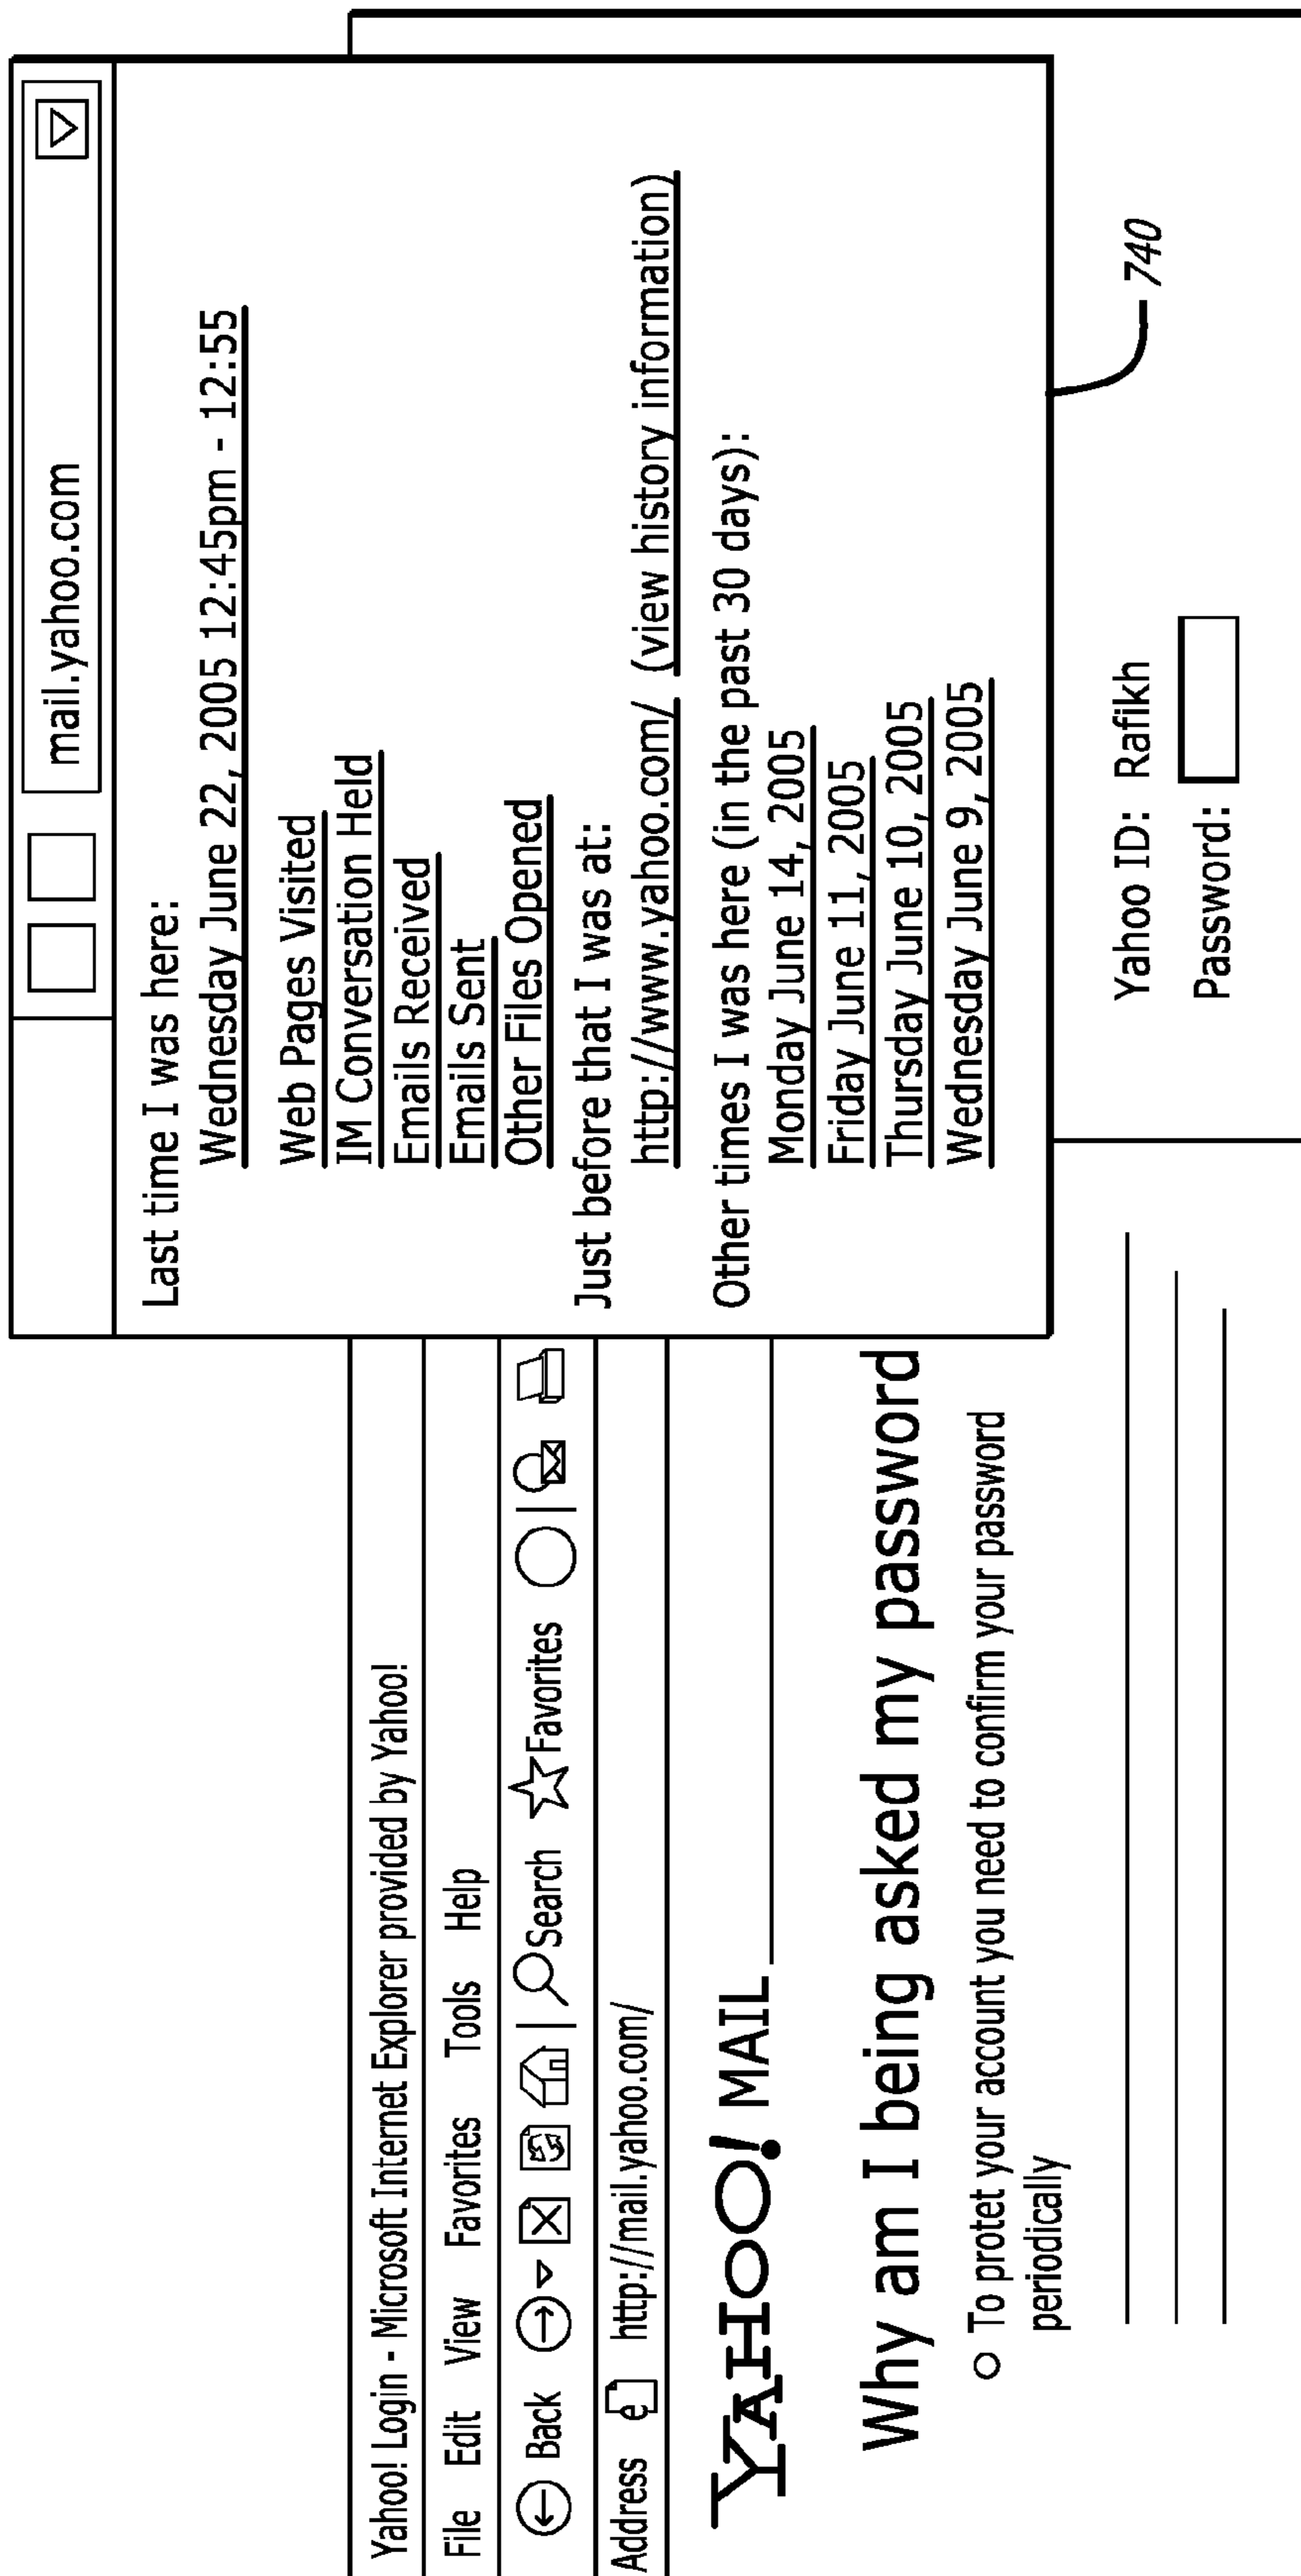 mail.yahoo.com
Last time I was here:
Wednesday June 22, 2005 12:45pm - 12:55
Web Pages Visited
IM Conversation Held
Emails Received
Emails Sent
Other Files Opened
Just before that I was at:
http://www.yahoo.com/ (view history information)
Other times I was here (in the past 30 days):
Monday June 14, 2005
Friday June 11, 2005
Thursday June 10, 2005
Wednesday June 9, 2005
740
Yahoo! Login - Microsoft Internet Explorer provided by Yahoo!
File Edit View Favorites Tools Help
Back Search Favorites
Address e http://mail.yahoo.com/
YAHOO! MAIL
Why am I being asked my password
To protet your account you need to confirm your password
periodically
Yahoo ID: Rafikh
Password: